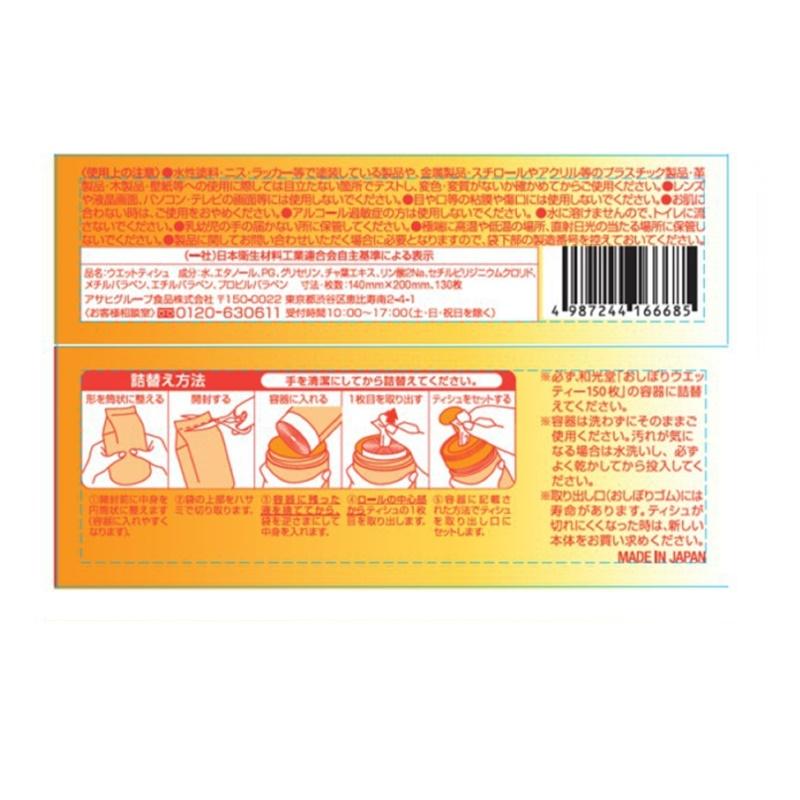 〈使用上の注意〉●水性塗料・ニス・ラッカー等で塗装している製品や、金属製品・スチロールやアクリル等のプラスチック製品・革
製品・木製品・壁紙等への使用に際しては目立たない箇所でテストし、変色・変質がないか確かめてからご使用ください。●レンズ
や液晶画面、パソコン・テレビの画面等には使用しないでください。●目や口等の粘膜や傷口には使用しないでください。●お肌に
合わない時は、ご使用をおやめください。●アルコール過敏症の方は使用しないでください。●水に溶けませんので、トイレに流
さないでください。●乳幼児の手の届かない所に保管してください。●極端に高温や低温の場所、直射日光の当たる場所に保管し
ないでください。●製品にてお問い合わせいただく場合に必要となりますので、袋下部の製造番号を控えておいてください。
(一社)日本衛生材料工業連合会自主基準による表示
品名:ウエットティシュ 成分:水、エタノール、PG、グリセリン、チャ葉エキス、リン酸2Na、セチルピリジニウムクロリド、
メチルパラベン、エチルパラベン、プロピルパラベン 寸法・枚数:140mm×200mm、130枚
アサヒグループ食品株式会社 〒150-0022 東京都渋谷区恵比寿南2-4-1
〈お客様相談室〉0120-630611 受付時間10:00~17:00(土・日・祝日を除く)
4 987244 166685
詰替え方法 手を清潔にしてから詰替えてください。
形を筒状に整える 開封する 容器に入れる 1枚目を取り出す ティシュをセットする
①開封前に中身を
円筒状に整えます
(容器に入れやすく
なります)。
②袋の上部をハサ
ミで切り取ります。
③容器に残った
液を捨ててから、
袋を逆さまにして
中身を入れます。
④ロールの中心部
からティシュの1枚
目を取り出します。
⑤容器に記載さ
れた方法でティシュ
を取り出し口に
セットします。
※必ず、和光堂「おしぼりウエッ
ティー150枚」の容器に詰替
えてください。
※容器は洗わずにそのままご
使用ください。汚れが気に
なる場合は水洗いし、必ず
よく乾かしてから投入してく
ださい。
※取り出し口(おしぼりゴム)には
寿命があります。ティシュが
切れにくくなった時は、新しい
本体をお買い求めください。
MADE IN JAPAN